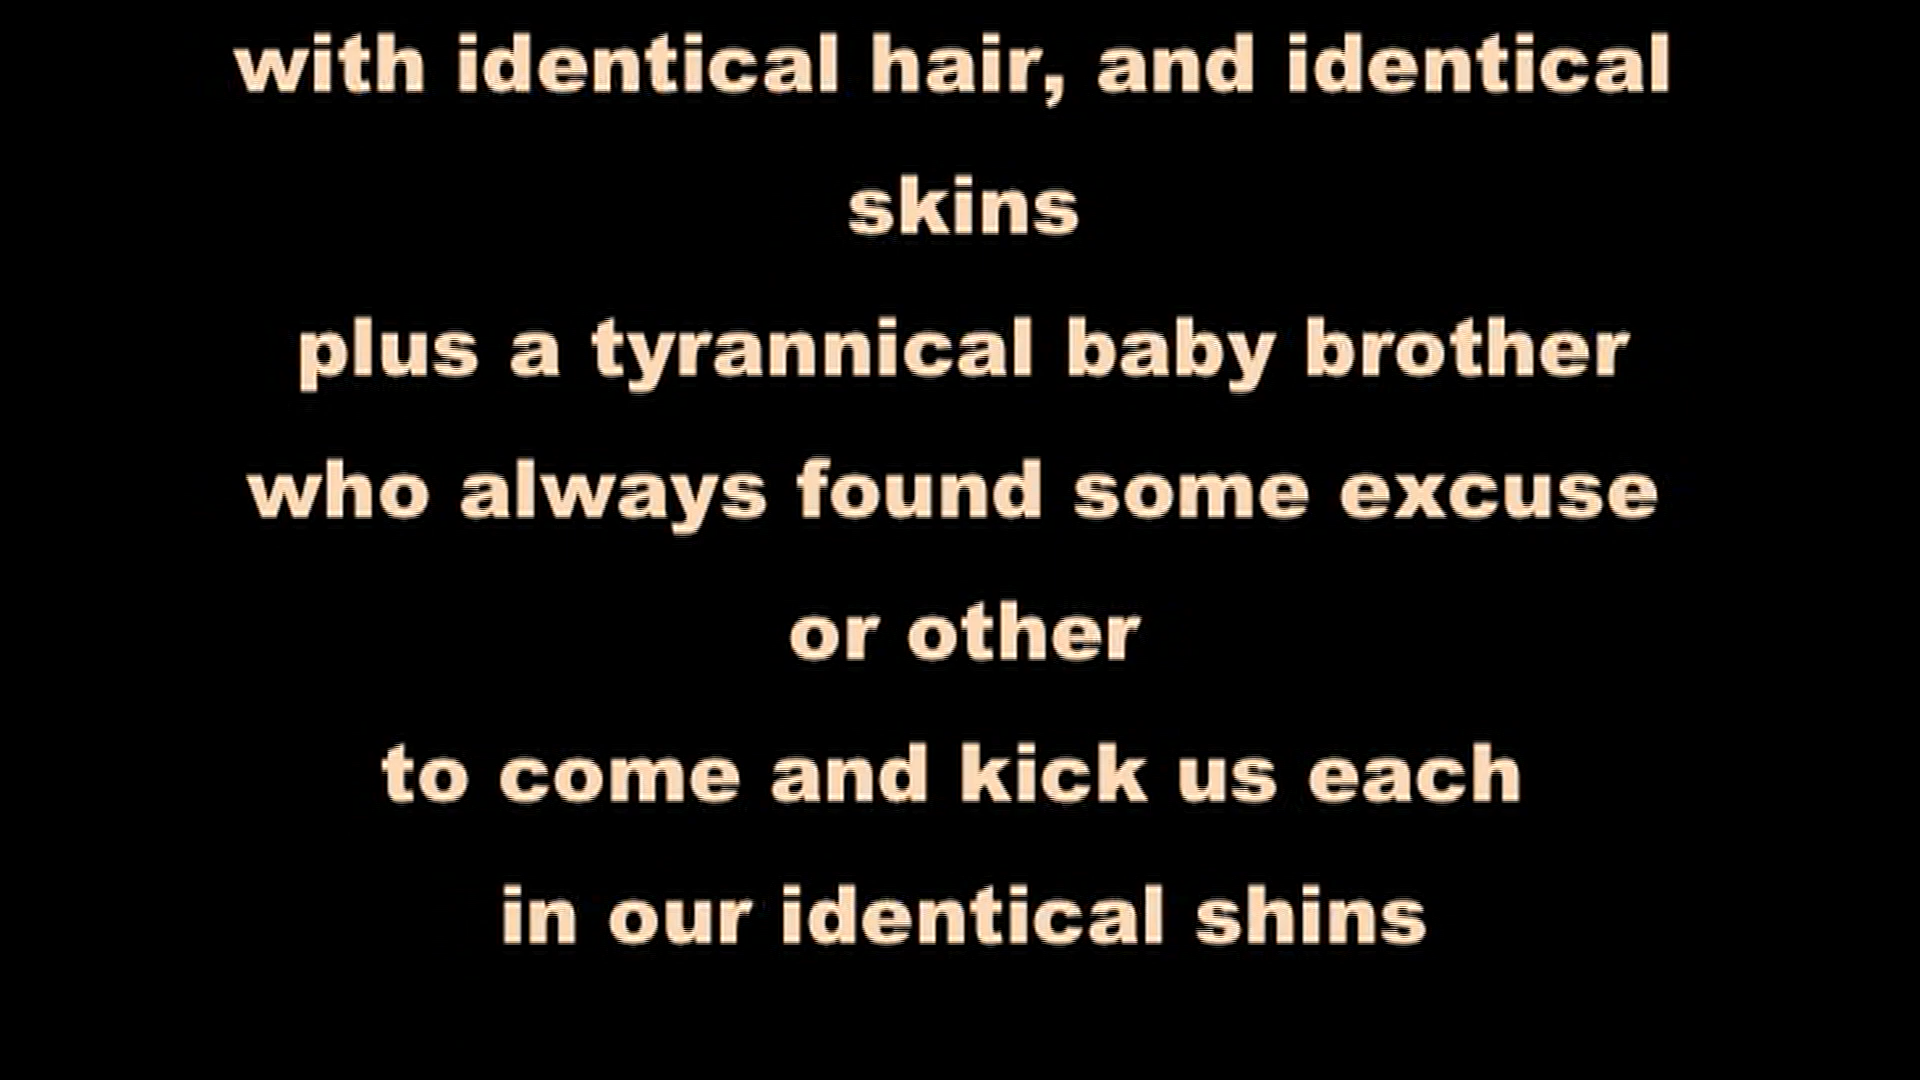 with identical hair, and identical
skins
plus a tyrannical baby brother
who always found some excuse
or other
to come and kick us each
in our identical shins